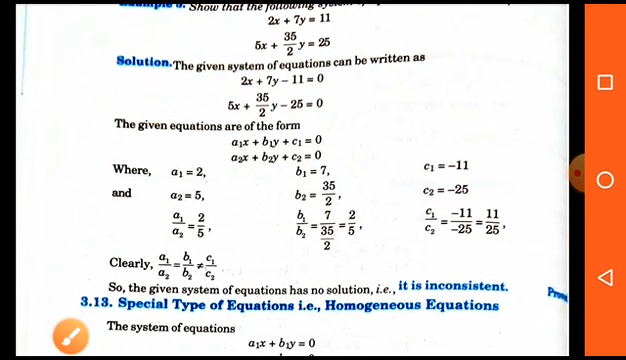 Show that the following
2x + 7y = 11
5x + 35/2 y = 25
Solution. The given system of equations can be written as
2x + 7y − 11 = 0
5x + 35/2 y − 25 = 0
The given equations are of the form
a₁x + b₁y + c₁ = 0
a₂x + b₂y + c₂ = 0
Where, a₁ = 2, b₁ = 7, c₁ = −11
and a₂ = 5, b₂ = 35/2, c₂ = −25
a₁/a₂ = 2/5, b₁/b₂ = 7/(35/2) = 2/5, c₁/c₂ = −11/−25 = 11/25,
Clearly, a₁/a₂ = b₁/b₂ ≠ c₁/c₂
So, the given system of equations has no solution, i.e., it is inconsistent.
3.13. Special Type of Equations i.e., Homogeneous Equations
The system of equations
a₁x + b₁y = 0